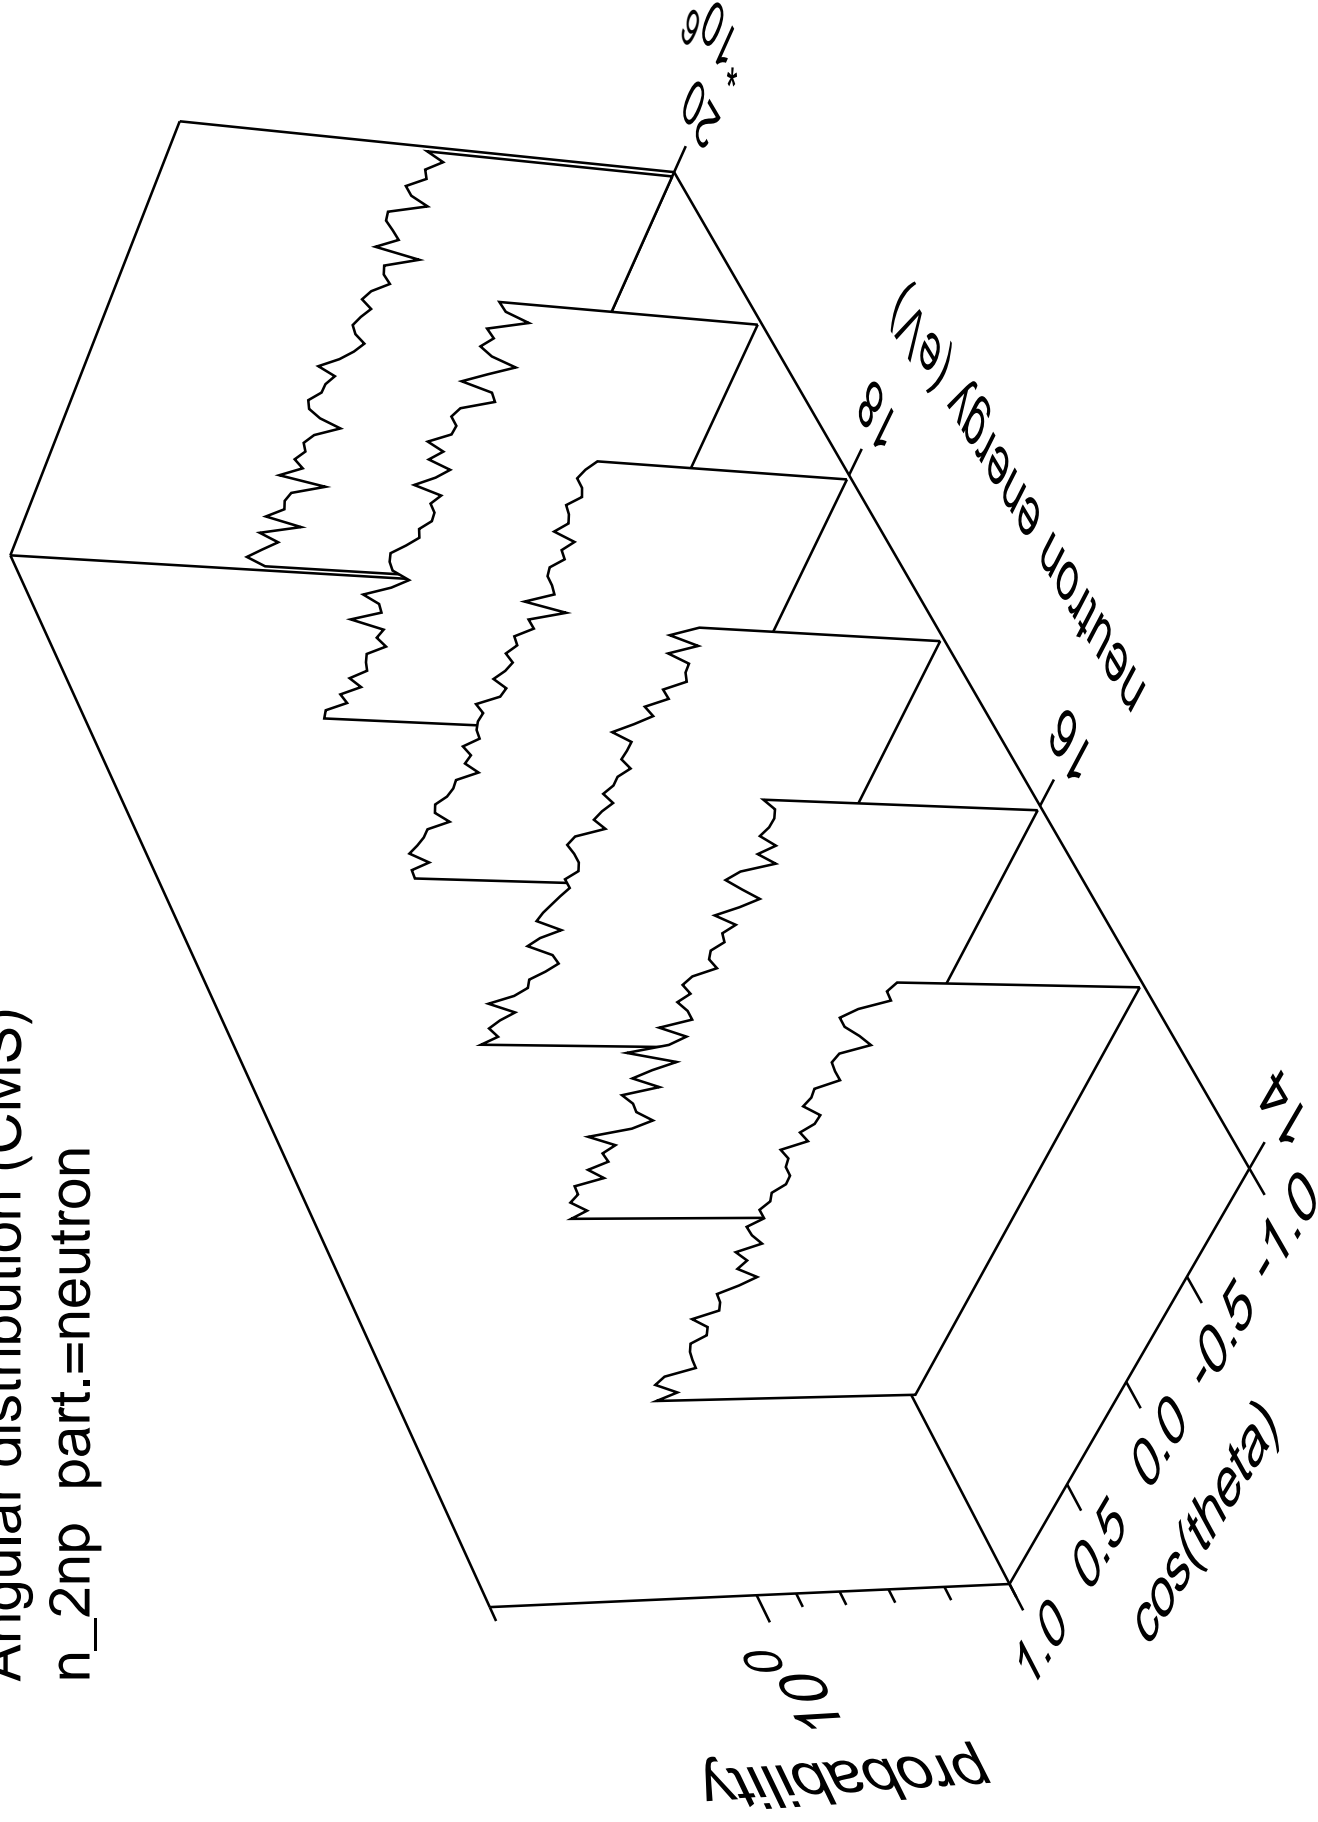 Angular distribution (CMS)
n_2np part.=neutron
probability
10^0
1.0 0.5 0.0 -0.5 -1.0
cos(theta)
14 16 18 20
* 10^6
neutron energy (eV)